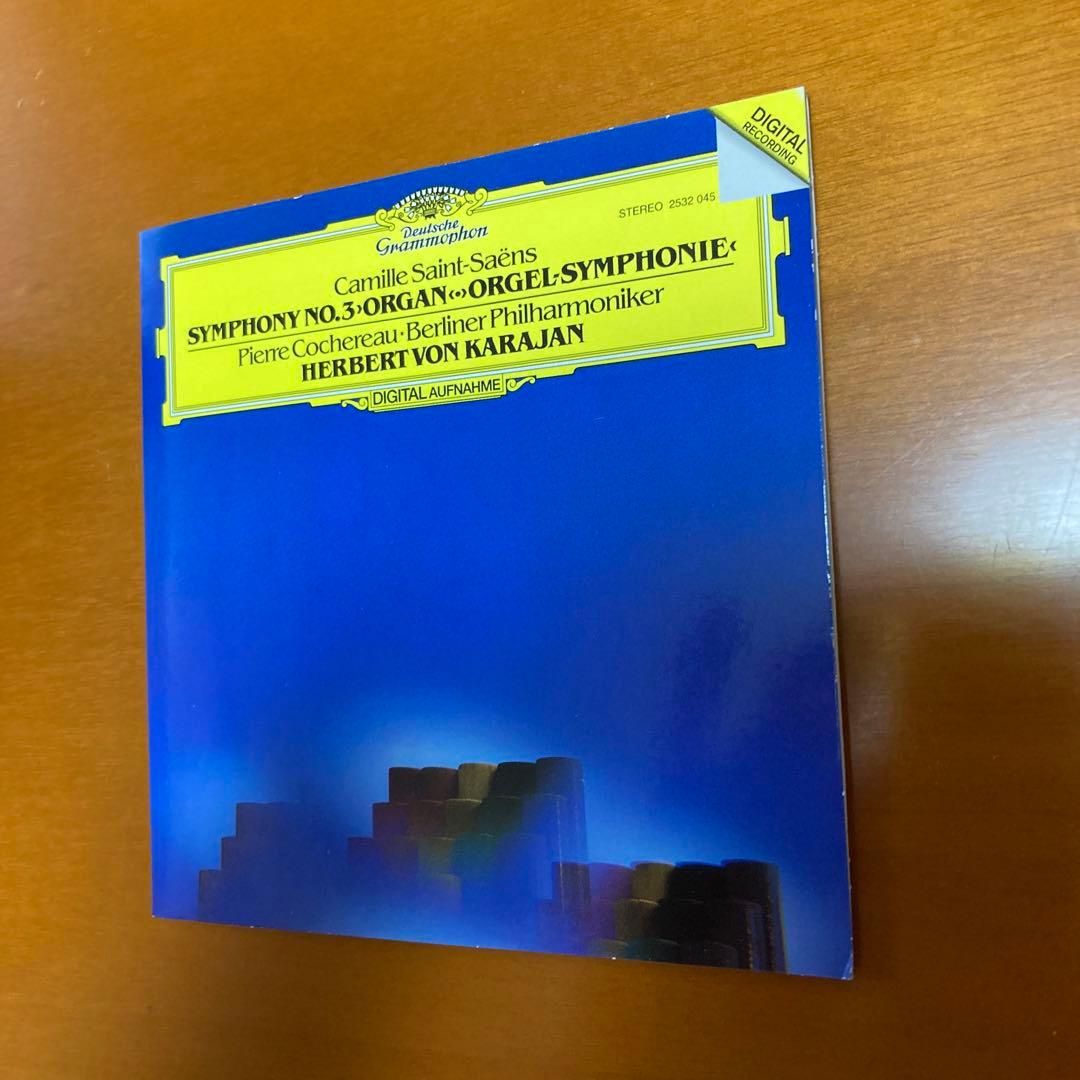 DIGITAL
RECORDING
STEREO 2532 045
Deutsche
Grammophon
Camille Saint-Saëns
SYMPHONY NO.3 ›ORGAN‹·›ORGEL-SYMPHONIE‹
Pierre Cochereau · Berliner Philharmoniker
HERBERT VON KARAJAN
DIGITAL AUFNAHME